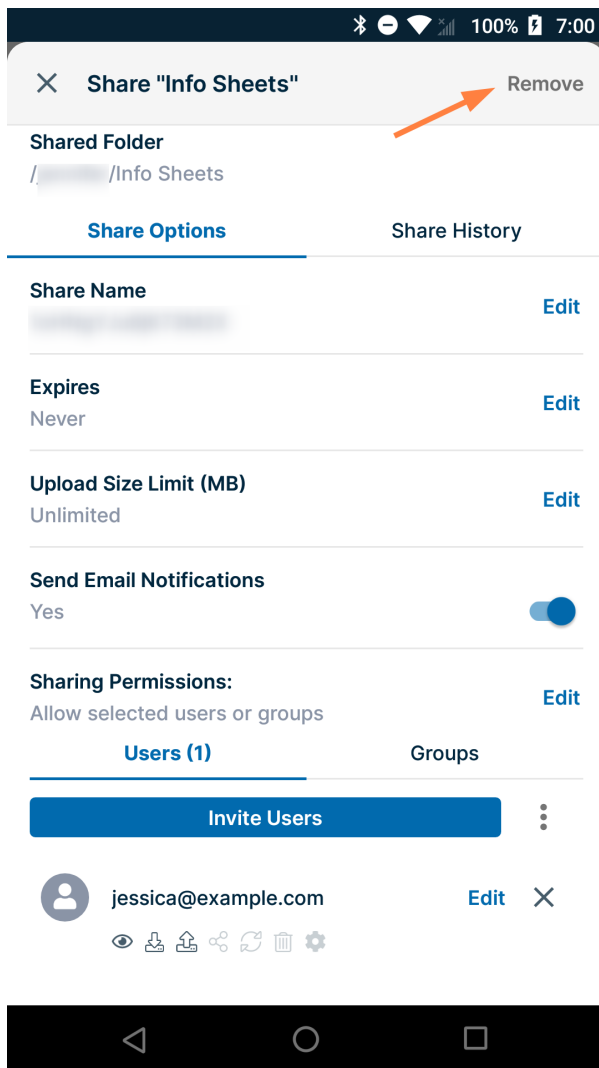 100% 7:00
Share "Info Sheets" Remove
Shared Folder
/ /Info Sheets
Share Options Share History
Share Name
Edit
Expires
Never
Edit
Upload Size Limit (MB)
Unlimited
Edit
Send Email Notifications
Yes
Sharing Permissions:
Allow selected users or groups
Edit
Users (1) Groups
Invite Users
jessica@example.com Edit